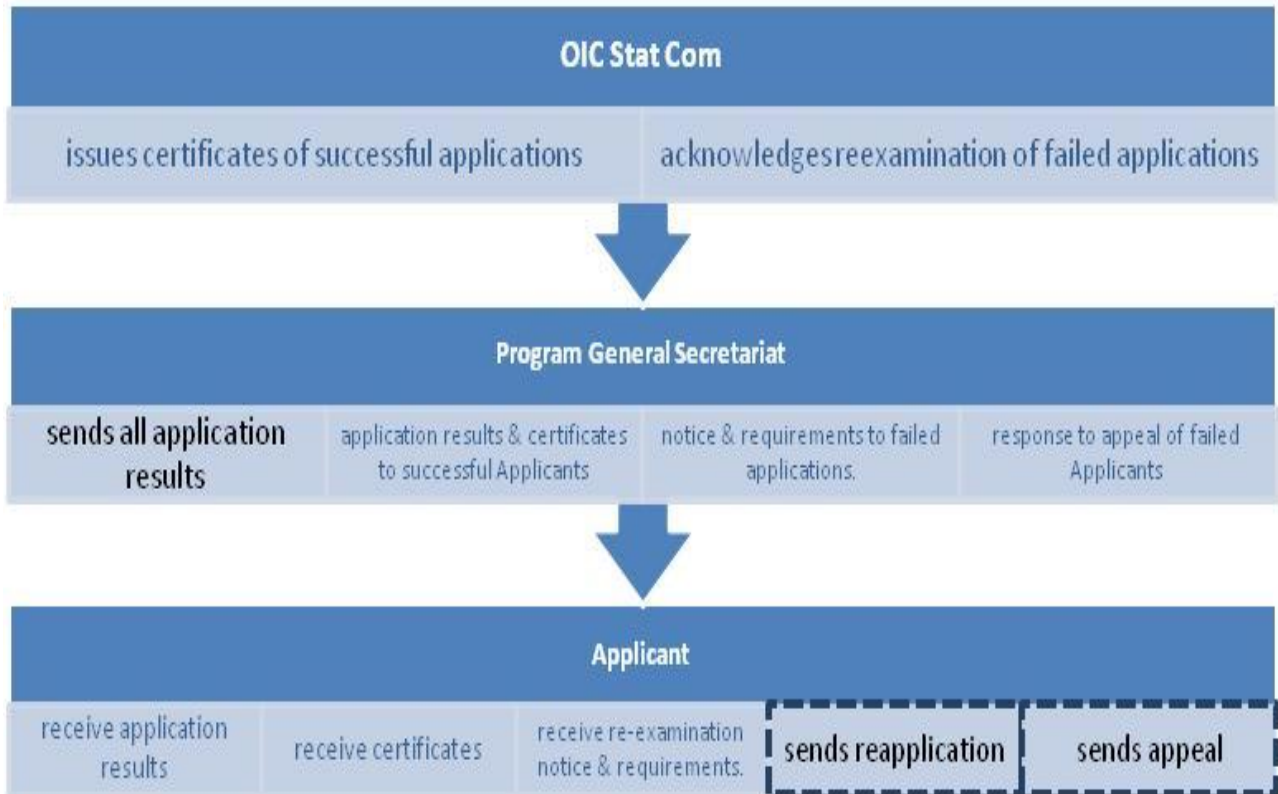 OIC Stat Com
issues certificates of successful applications
acknowledges reexamination of failed applications
Program General Secretariat
sends all application
results
application results & certificates
to successful Applicants
notice & requirements to failed
applications.
response to appeal of failed
Applicants
Applicant
receive application
results
receive certificates
receive re-examination
notice & requirements.
sends reapplication
sends appeal